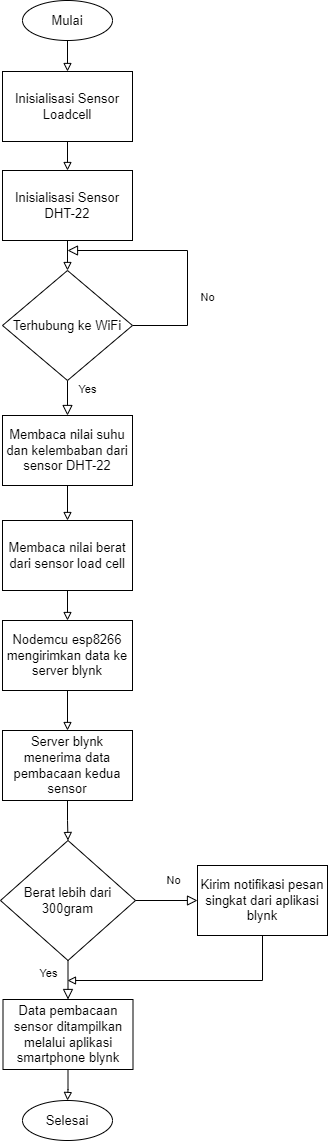 Mulai
Inisialisasi Sensor
Loadcell
Inisialisasi Sensor
DHT-22
Terhubung ke WiFi
No
Yes
Membaca nilai suhu
dan kelembaban dari
sensor DHT-22
Membaca nilai berat
dari sensor load cell
Nodemcu esp8266
mengirimkan data ke
server blynk
Server blynk
menerima data
pembacaan kedua
sensor
Berat lebih dari
300gram
No
Kirim notifikasi pesan
singkat dari aplikasi
blynk
Yes
Data pembacaan
sensor ditampilkan
melalui aplikasi
smartphone blynk
Selesai